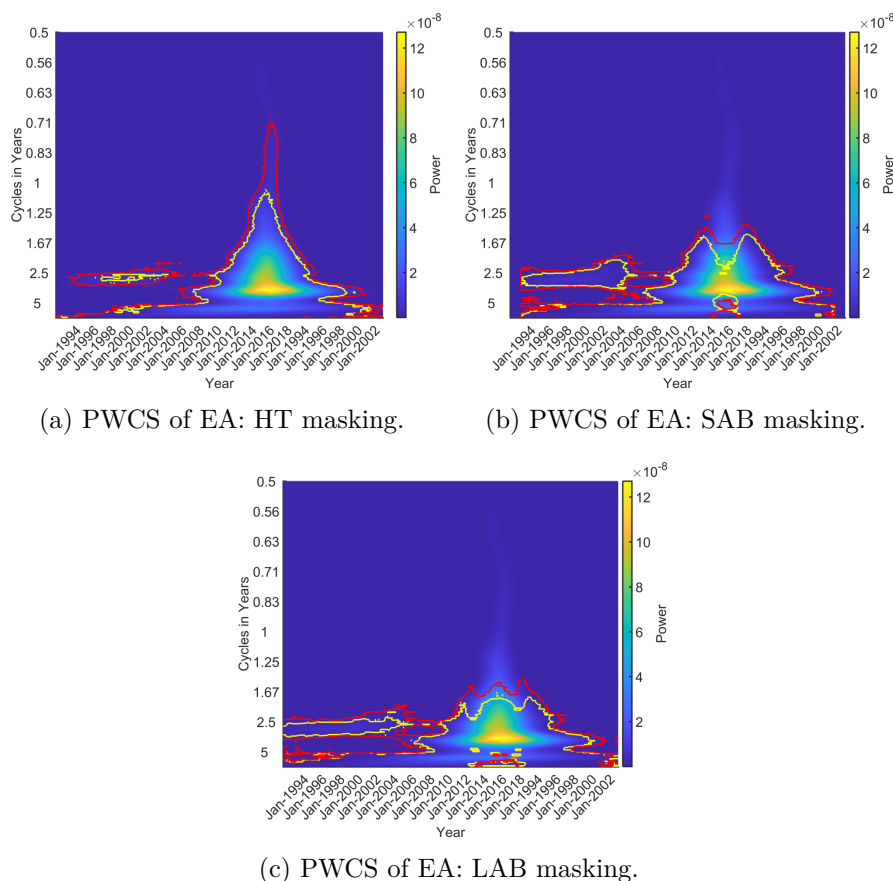 ×10-8
0.5
0.56
0.63
0.71
0.83
1
1.25
1.67
2.5
5
Cycles in Years
12
10
8
6
4
2
Power
Jan-1994
Jan-1996
Jan-1998
Jan-2000
Jan-2002
Jan-2004
Jan-2006
Jan-2008
Jan-2010
Jan-2012
Jan-2014
Jan-2016
Jan-2018
Jan-1994
Jan-1996
Jan-1998
Jan-2000
Jan-2002
Year
(a) PWCS of EA: HT masking.
×10-8
0.5
0.56
0.63
0.71
0.83
1
1.25
1.67
2.5
5
Cycles in Years
12
10
8
6
4
2
Power
Jan-1994
Jan-1996
Jan-1998
Jan-2000
Jan-2002
Jan-2004
Jan-2006
Jan-2008
Jan-2010
Jan-2012
Jan-2014
Jan-2016
Jan-2018
Jan-1994
Jan-1996
Jan-1998
Jan-2000
Jan-2002
Year
(b) PWCS of EA: SAB masking.
×10-8
0.5
0.56
0.63
0.71
0.83
1
1.25
1.67
2.5
5
Cycles in Years
12
10
8
6
4
2
Power
Jan-1994
Jan-1996
Jan-1998
Jan-2000
Jan-2002
Jan-2004
Jan-2006
Jan-2008
Jan-2010
Jan-2012
Jan-2014
Jan-2016
Jan-2018
Jan-1994
Jan-1996
Jan-1998
Jan-2000
Jan-2002
Year
(c) PWCS of EA: LAB masking.